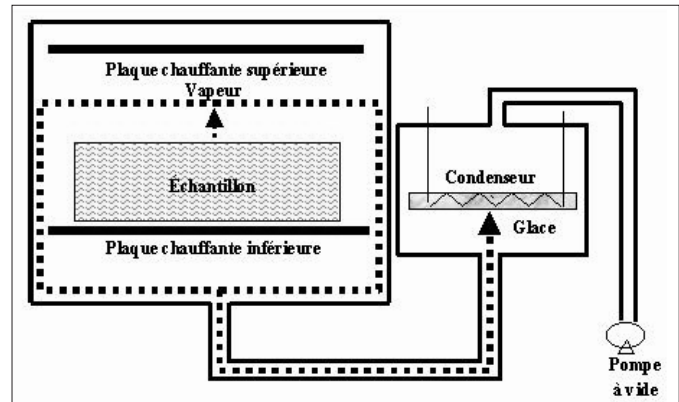 Plaque chauffante supérieure
Vapeur
Échantillon
Plaque chauffante inférieure
Condenseur
Glace
Pompe
à vide